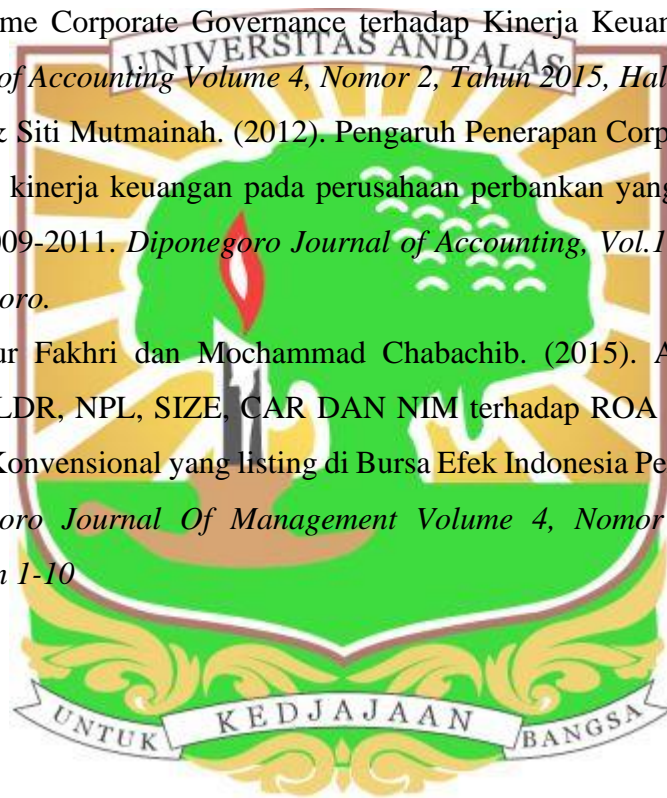 me Corporate Governance terhadap Kinerja Keuan
UNIVERSITAS ANDALAS
of Accounting Volume 4, Nomor 2, Tahun 2015, Hal
& Siti Mutmainah. (2012). Pengaruh Penerapan Corp
kinerja keuangan pada perusahaan perbankan yang
09-2011. Diponegoro Journal of Accounting, Vol.1
oro.
ur Fakhri dan Mochammad Chabachib. (2015). A
LDR, NPL, SIZE, CAR DAN NIM terhadap ROA
Konvensional yang listing di Bursa Efek Indonesia Pe
oro Journal Of Management Volume 4, Nomor
n 1-10
UNTUK KEDJAJAAN BANGSA